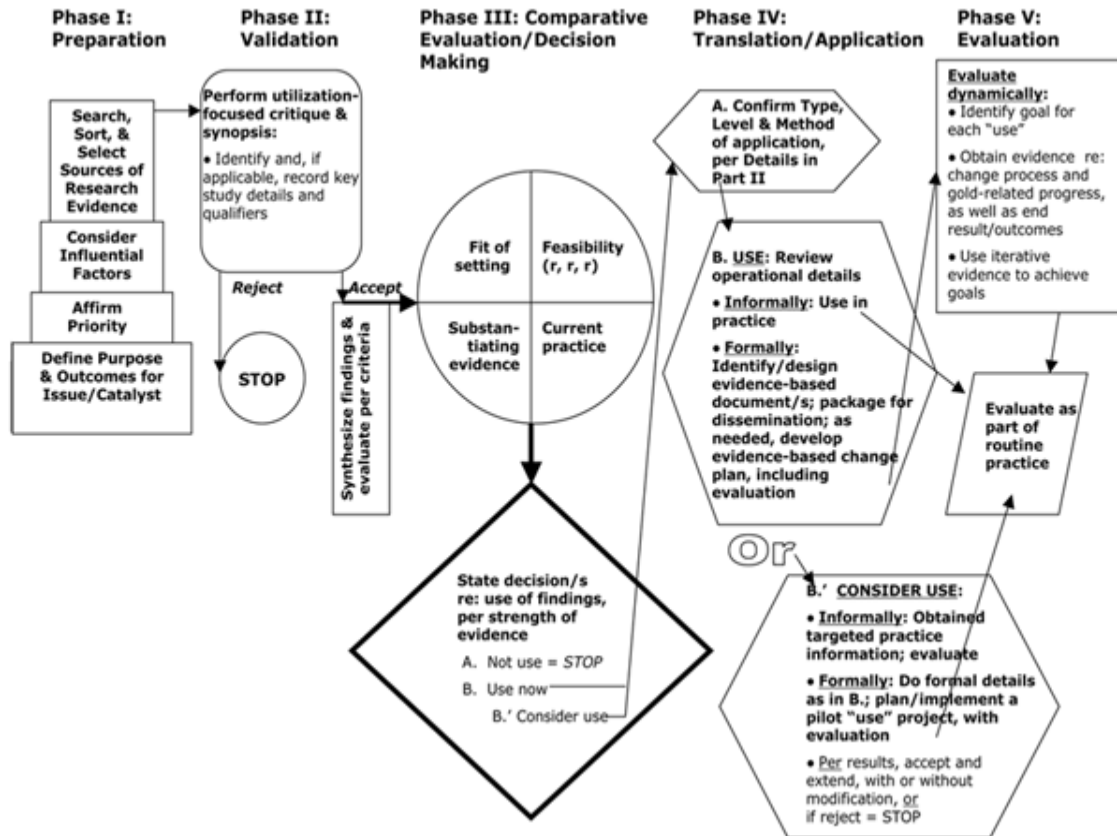 Phase I:
Preparation
Phase II:
Validation
Phase III: Comparative
Evaluation/Decision
Making
Phase IV:
Translation/Application
Phase V:
Evaluation
Search,
Sort, &
Select
Sources of
Research
Evidence
Consider
Influential
Factors
Affirm
Priority
Define Purpose
& Outcomes for
Issue/Catalyst
Perform utilization-
focused critique &
synopsis:
● Identify and, if
applicable, record key
study details and
qualifiers
Reject
Accept
STOP
Synthesize findings &
evaluate per criteria
Fit of
setting
Feasibility
(r, r, r)
Substan-
tiating
evidence
Current
practice
State decision/s
re: use of findings,
per strength of
evidence
A. Not use = STOP
B. Use now
B.' Consider use
A. Confirm Type,
Level & Method
of application,
per Details in
Part II
B. USE: Review
operational details
● Informally: Use in
practice
● Formally:
Identify/design
evidence-based
document/s; package for
dissemination; as
needed, develop
evidence-based change
plan, including
evaluation
Or
B.' CONSIDER USE:
● Informally: Obtained
targeted practice
information; evaluate
● Formally: Do formal details
as in B.; plan/implement a
pilot "use" project, with
evaluation
● Per results, accept and
extend, with or without
modification, or
if reject = STOP
Evaluate
dynamically:
● Identify goal for
each "use"
● Obtain evidence re:
change process and
gold-related progress,
as well as end
result/outcomes
● Use iterative
evidence to achieve
goals
Evaluate as
part of
routine
practice